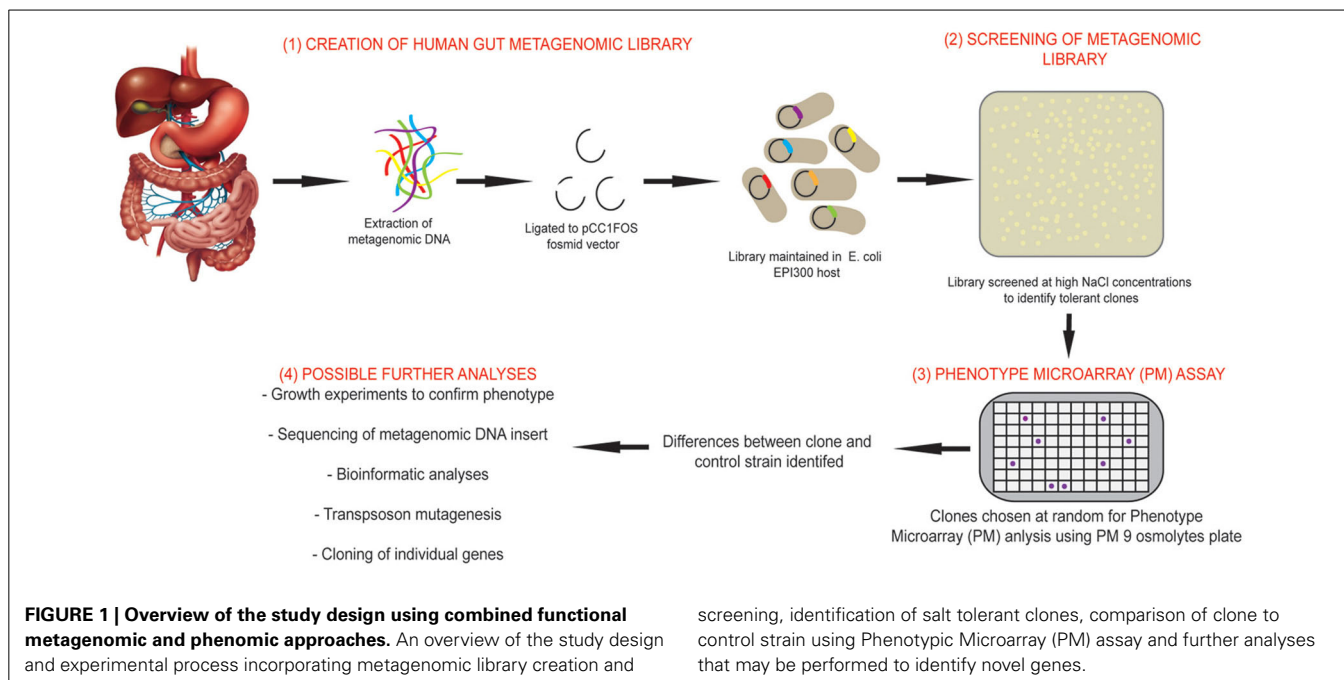 (1) CREATION OF HUMAN GUT METAGENOMIC LIBRARY
Extraction of
metagenomic DNA
Ligated to pCC1FOS
fosmid vector
Library maintained in E. coli
EPI300 host
(2) SCREENING OF METAGENOMIC
LIBRARY
Library screened at high NaCl concentrations
to identify tolerant clones
(3) PHENOTYPE MICROARRAY (PM) ASSAY
Clones chosen at random for Phenotype
Microarray (PM) anlysis using PM 9 osmolytes plate
Differences between clone and
control strain identifed
(4) POSSIBLE FURTHER ANALYSES
- Growth experiments to confirm phenotype
- Sequencing of metagenomic DNA insert
- Bioinformatic analyses
- Transpsoson mutagenesis
- Cloning of individual genes
FIGURE 1 | Overview of the study design using combined functional
metagenomic and phenomic approaches. An overview of the study design
and experimental process incorporating metagenomic library creation and
screening, identification of salt tolerant clones, comparison of clone to
control strain using Phenotypic Microarray (PM) assay and further analyses
that may be performed to identify novel genes.